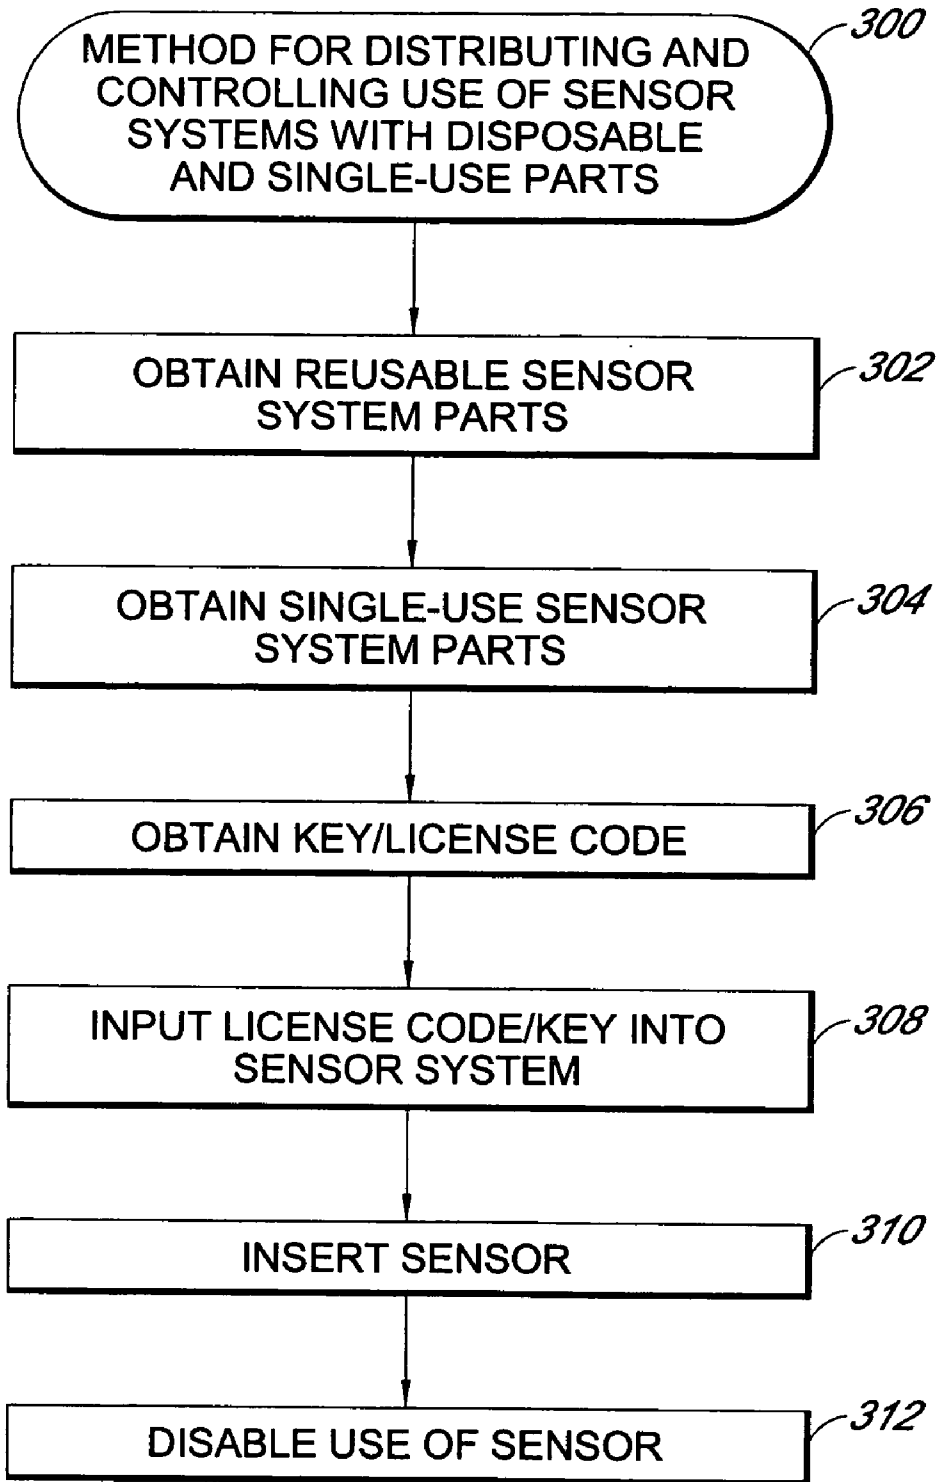 300
METHOD FOR DISTRIBUTING AND
CONTROLLING USE OF SENSOR
SYSTEMS WITH DISPOSABLE
AND SINGLE-USE PARTS
302
OBTAIN REUSABLE SENSOR
SYSTEM PARTS
304
OBTAIN SINGLE-USE SENSOR
SYSTEM PARTS
306
OBTAIN KEY/LICENSE CODE
308
INPUT LICENSE CODE/KEY INTO
SENSOR SYSTEM
310
INSERT SENSOR
312
DISABLE USE OF SENSOR